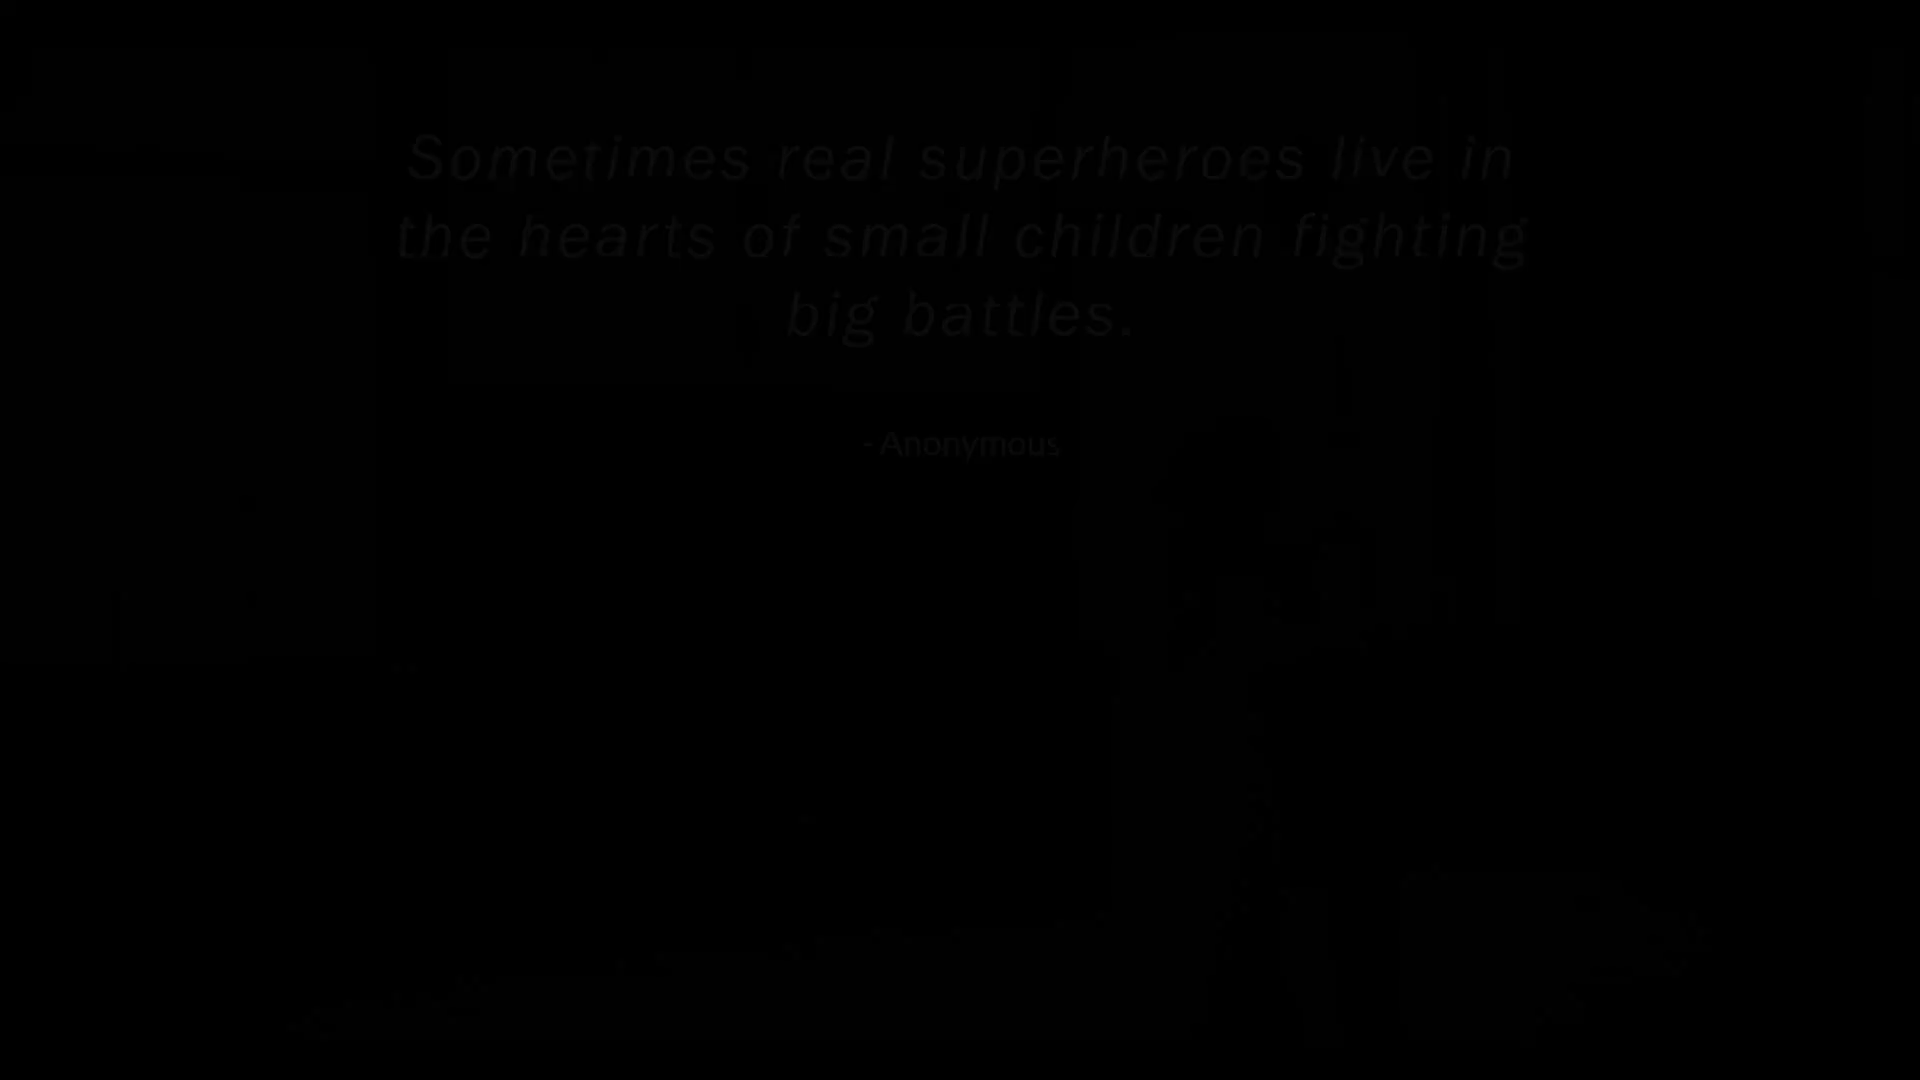 Sometimes real superheroes live in
the hearts of small children fighting
big battles.
- Anonymous